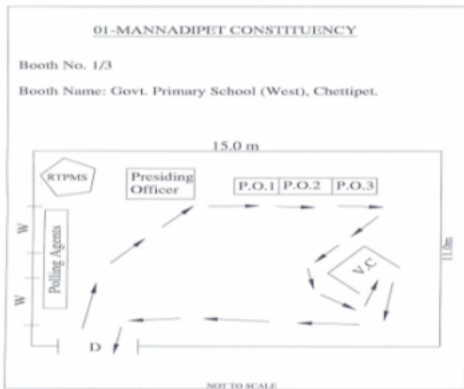 01-MANNADIPET CONSTITUENCY
Booth No. 1/3
Booth Name: Govt. Primary School (West), Chettipet.
15.0 m
RTPMS
Presiding
Officer
P.O.1 P.O.2 P.O.3
W
Polling Agents
V.C
11.0m
W
D
NOT TO SCALE